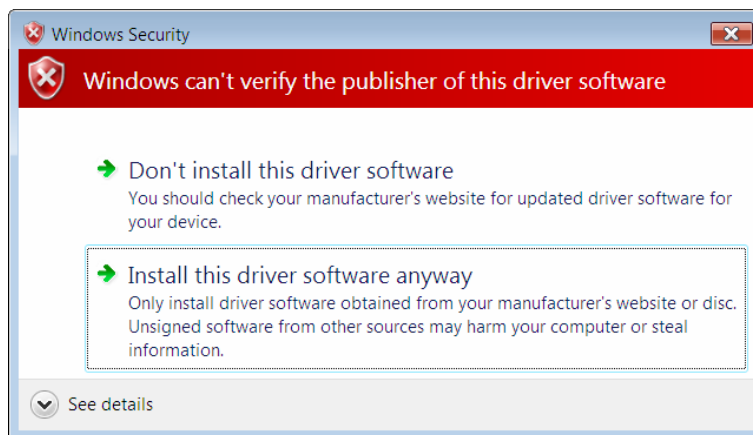 Windows Security
Windows can't verify the publisher of this driver software
Don't install this driver software
You should check your manufacturer's website for updated driver software for
your device.
Install this driver software anyway
Only install driver software obtained from your manufacturer's website or disc.
Unsigned software from other sources may harm your computer or steal
information.
See details